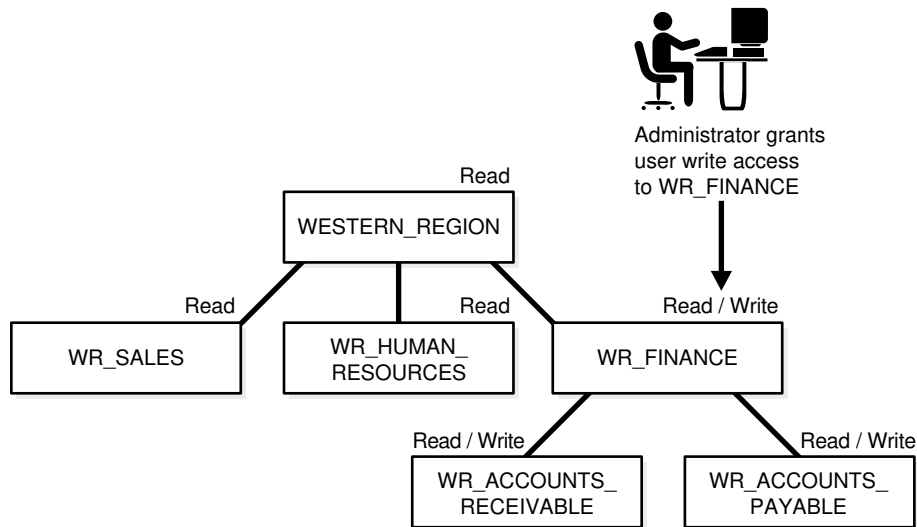 Administrator grants
user write access
to WR_FINANCE
Read
WESTERN_REGION
Read
Read
Read / Write
WR_SALES
WR_HUMAN_
RESOURCES
WR_FINANCE
Read / Write
Read / Write
WR_ACCOUNTS_
RECEIVABLE
WR_ACCOUNTS_
PAYABLE